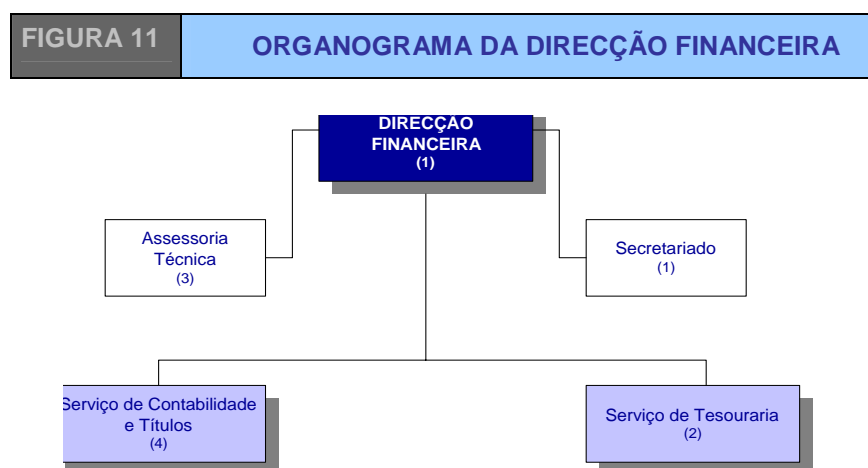 FIGURA 11
ORGANOGRAMA DA DIRECÇÃO FINANCEIRA
DIRECÇÃO
FINANCEIRA
(1)
Assessoria
Técnica
(3)
Secretariado
(1)
Serviço de Contabilidade
e Títulos
(4)
Serviço de Tesouraria
(2)